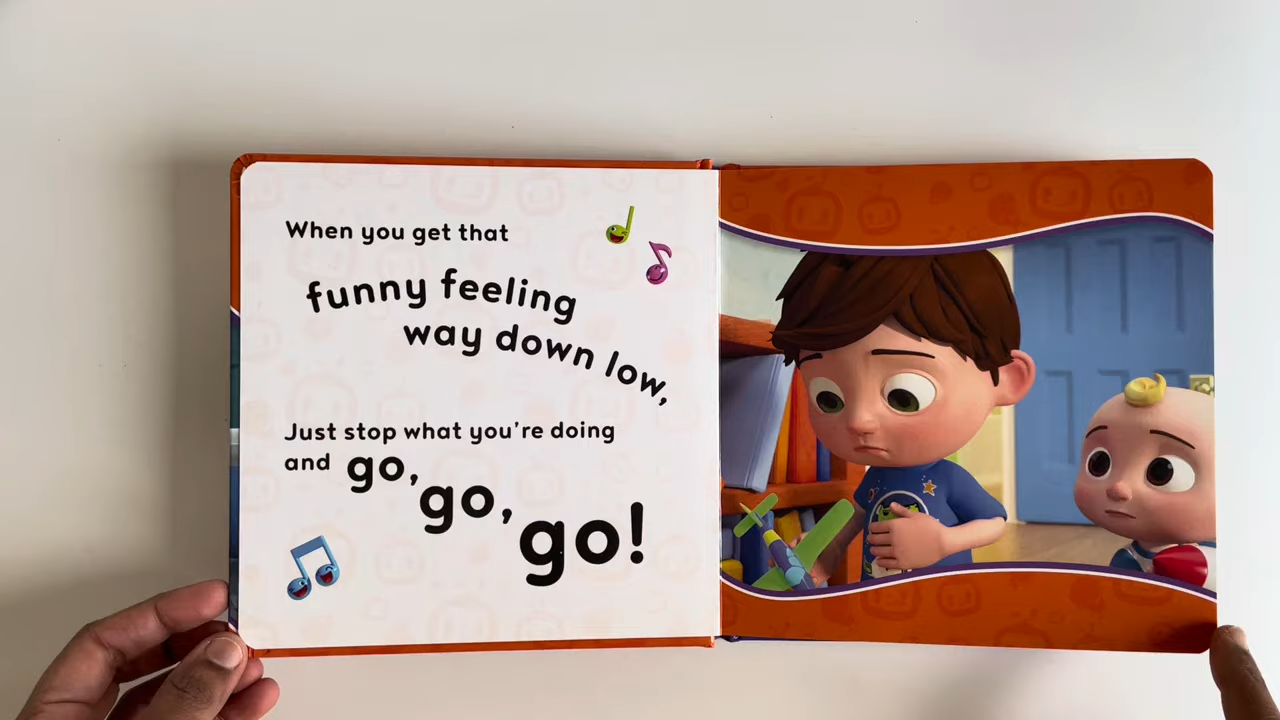 When you get that
funny feeling
way down low,
Just stop what you're doing
and go, go, go!